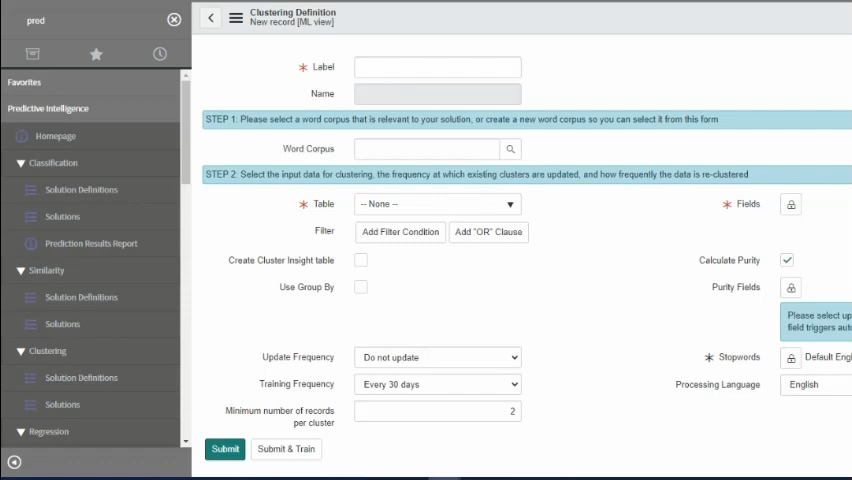 pred
Favorites
Predictive Intelligence
Homepage
Classification
Solution Definitions
Solutions
Prediction Results Report
Similarity
Solution Definitions
Solutions
Clustering
Solution Definitions
Solutions
Regression
Clustering Definition
New record [ML view]
Label
Name
STEP 1: Please select a word corpus that is relevant to your solution, or create a new word corpus so you can select it from this form
Word Corpus
STEP 2: Select the input data for clustering, the frequency at which existing clusters are updated, and how frequently the data is re-clustered
Table -- None -- Fields
Filter Add Filter Condition Add "OR" Clause
Create Cluster Insight table Calculate Purity
Use Group By Purity Fields
Please select up
field triggers
Update Frequency Do not update Stopwords Default
Training Frequency Every 30 days Processing Language English
Minimum number of records
per cluster 2
Submit Submit & Train